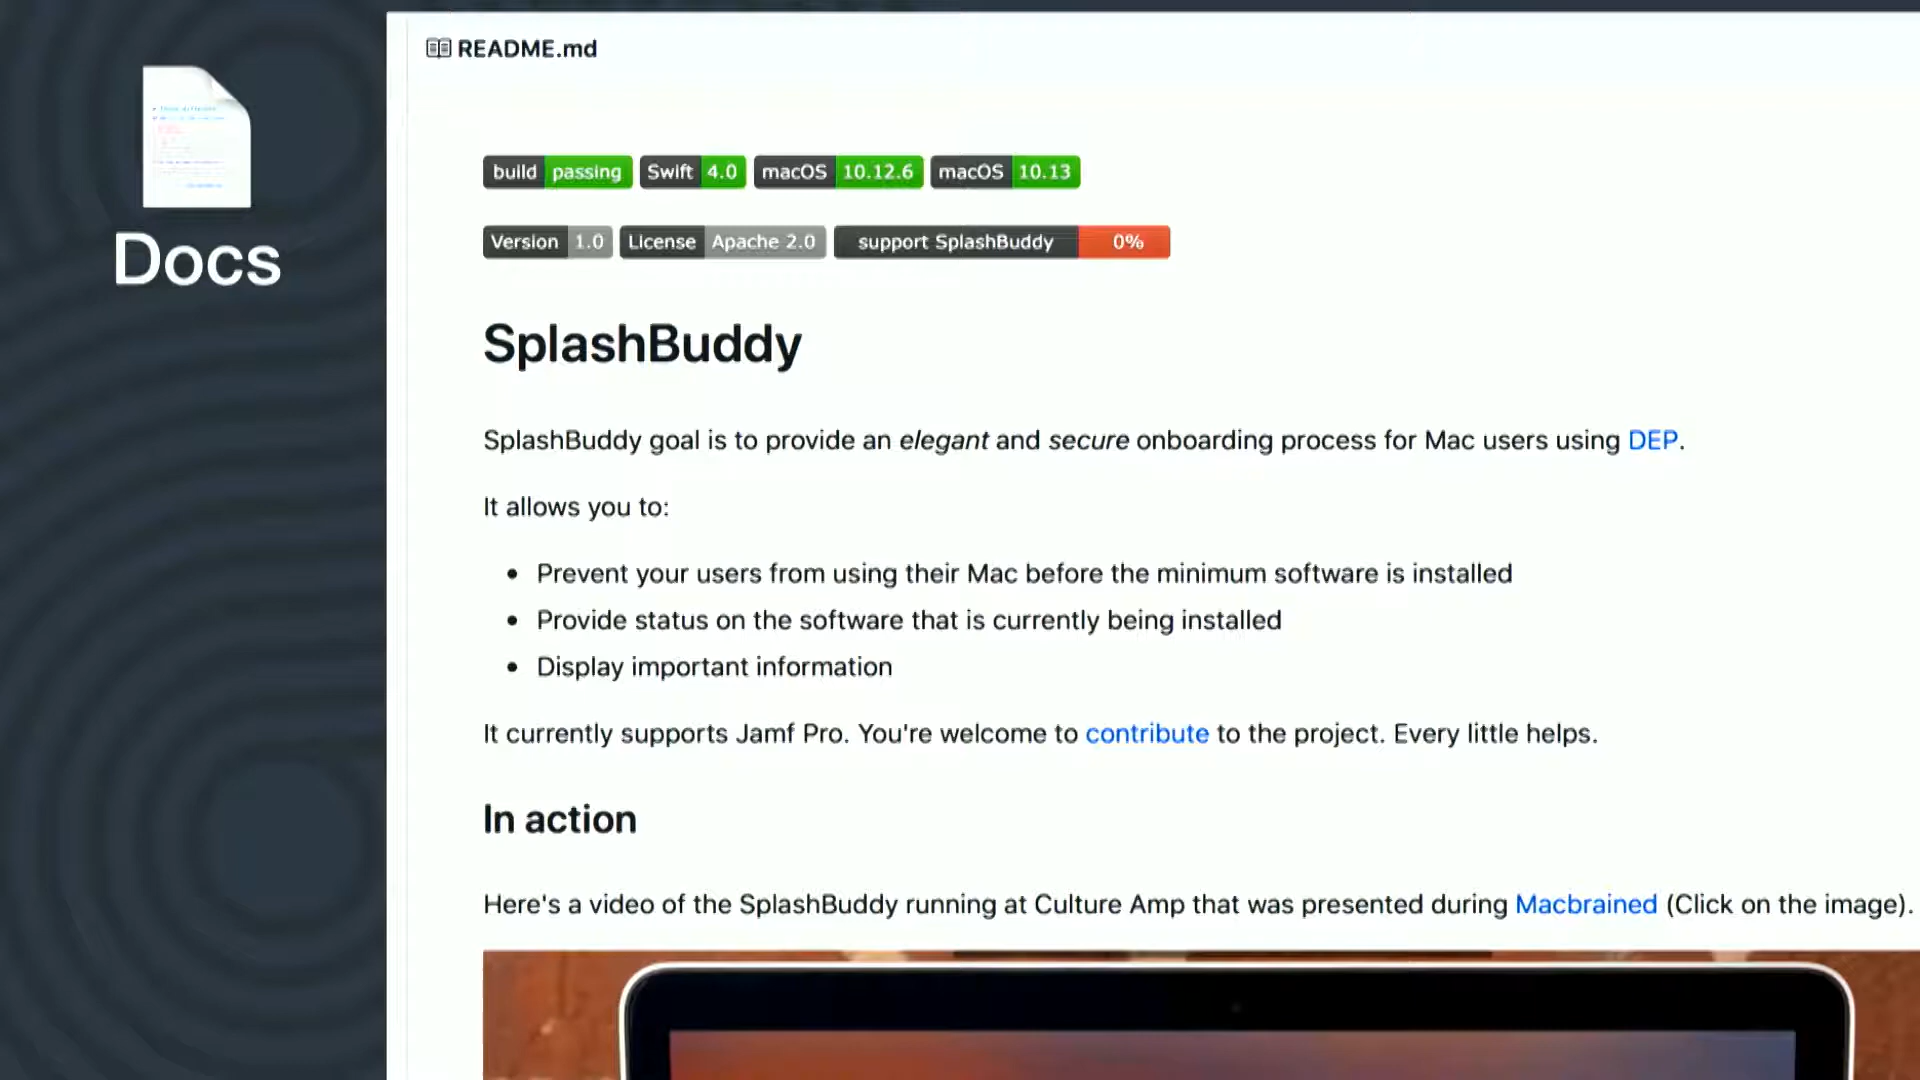 Docs
README.md
build passing Swift 4.0 macOS 10.12.6 macOS 10.13
Version 1.0 License Apache 2.0 support SplashBuddy 0%
SplashBuddy
SplashBuddy goal is to provide an elegant and secure onboarding process for Mac users using DEP.
It allows you to:
• Prevent your users from using their Mac before the minimum software is installed
• Provide status on the software that is currently being installed
• Display important information
It currently supports Jamf Pro. You're welcome to contribute to the project. Every little helps.
In action
Here's a video of the SplashBuddy running at Culture Amp that was presented during Macbrained (Click on the image).